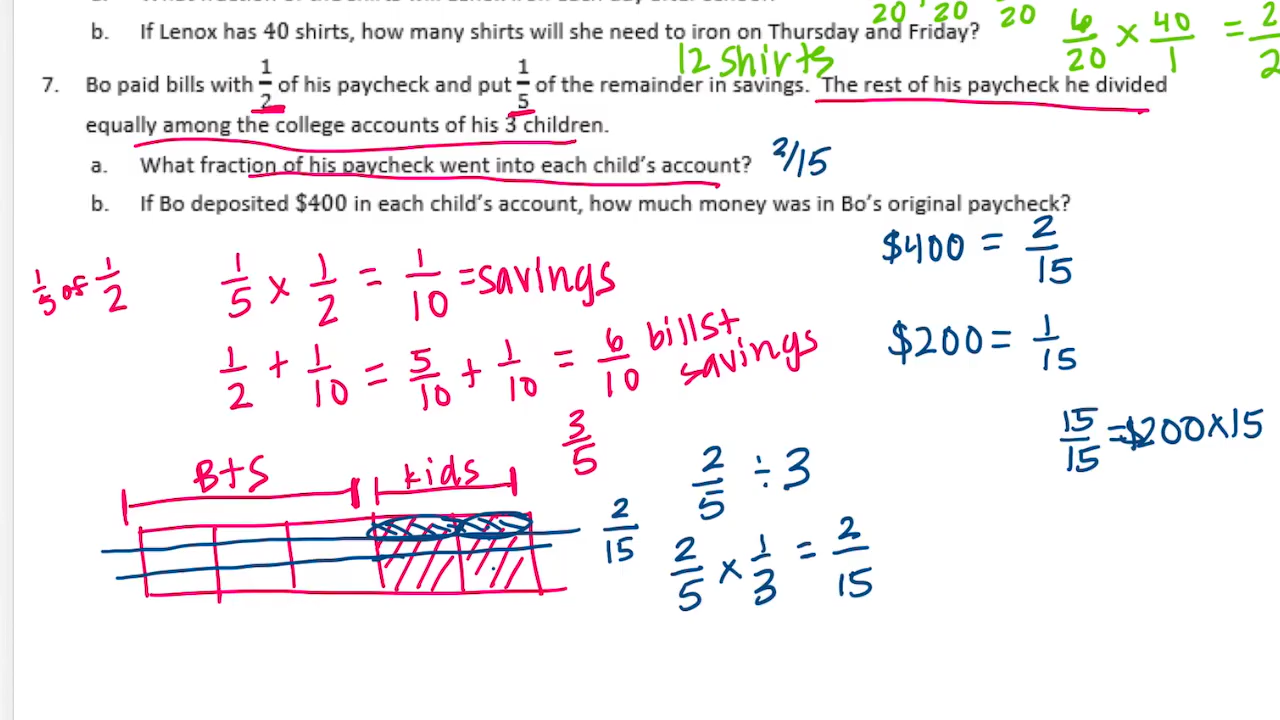 20 , 20 20
6/20 × 40/1 = 2
b. If Lenox has 40 shirts, how many shirts will she need to iron on Thursday and Friday?
12 shirts
7. Bo paid bills with 1/2 of his paycheck and put 1/5 of the remainder in savings. The rest of his paycheck he divided
equally among the college accounts of his 3 children.
a. What fraction of his paycheck went into each child's account? 2/15
b. If Bo deposited $400 in each child's account, how much money was in Bo's original paycheck?
$400 = 2/15
1/5 of 1/2 1/5 × 1/2 = 1/10 = savings
$200 = 1/15
1/2 + 1/10 = 5/10 + 1/10 = 6/10 bills + savings
15/15 = $200 × 15
3/5
B+S kids
2/5 ÷ 3
2/15
2/5 × 1/3 = 2/15